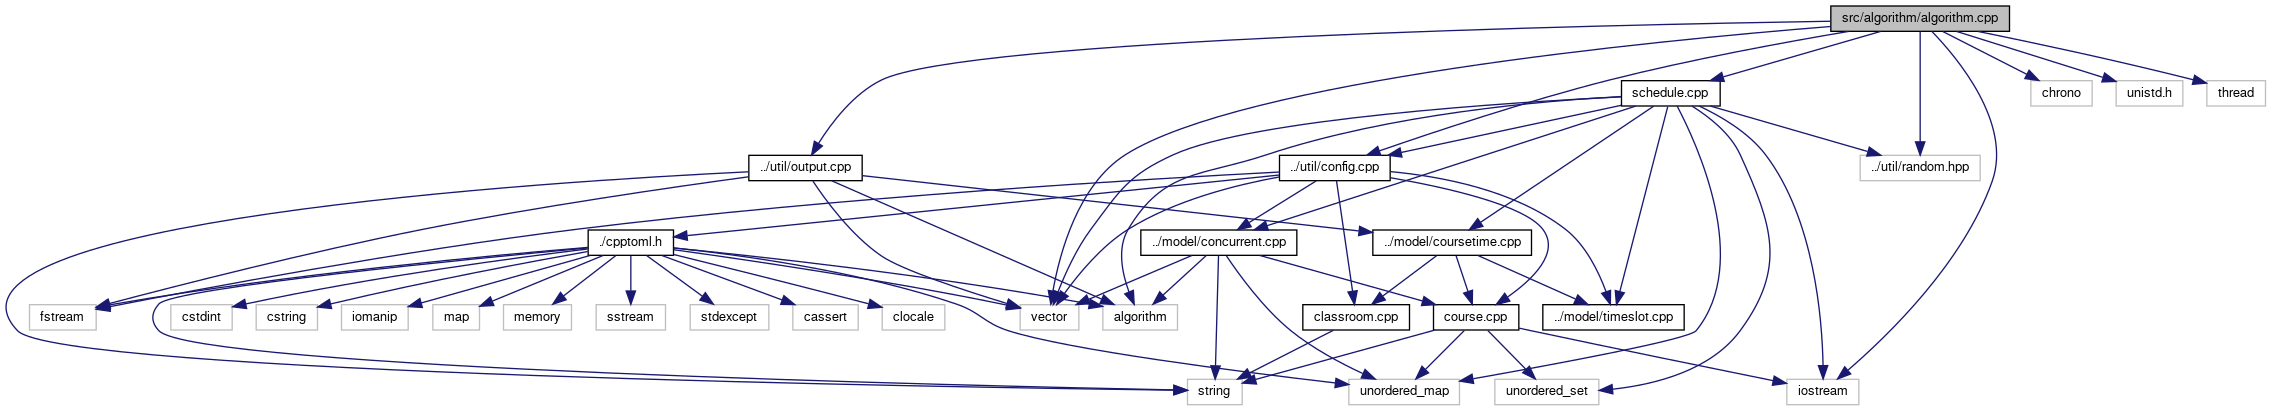 src/algorithm/algorithm.cpp
schedule.cpp
chrono
unistd.h
thread
../util/output.cpp
../util/config.cpp
../util/random.hpp
./cpptoml.h
../model/concurrent.cpp
../model/coursetime.cpp
fstream
cstdint
cstring
iomanip
map
memory
sstream
stdexcept
cassert
clocale
vector
algorithm
classroom.cpp
course.cpp
../model/timeslot.cpp
string
unordered_map
unordered_set
iostream